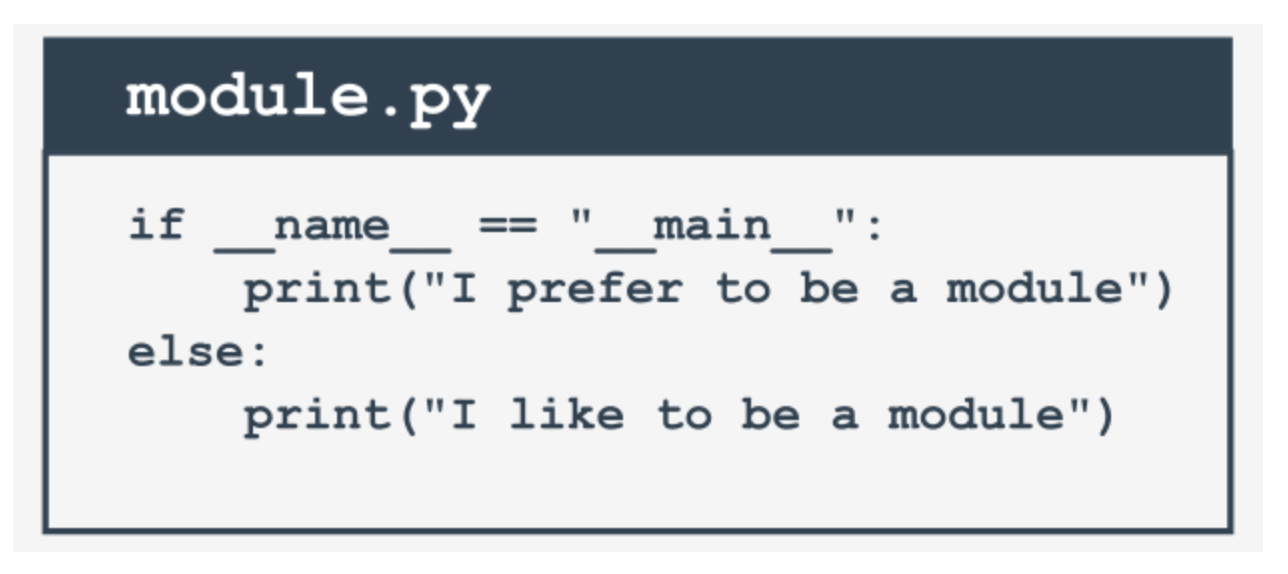 module.py
if __name__ == "__main__":
    print("I prefer to be a module")
else:
    print("I like to be a module")